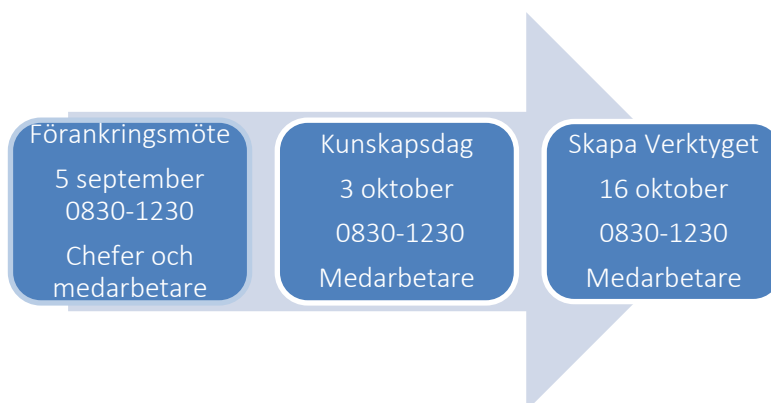 Förankringsmöte
5 september
0830-1230
Chefer och
medarbetare
Kunskapsdag
3 oktober
0830-1230
Medarbetare
Skapa Verktyget
16 oktober
0830-1230
Medarbetare